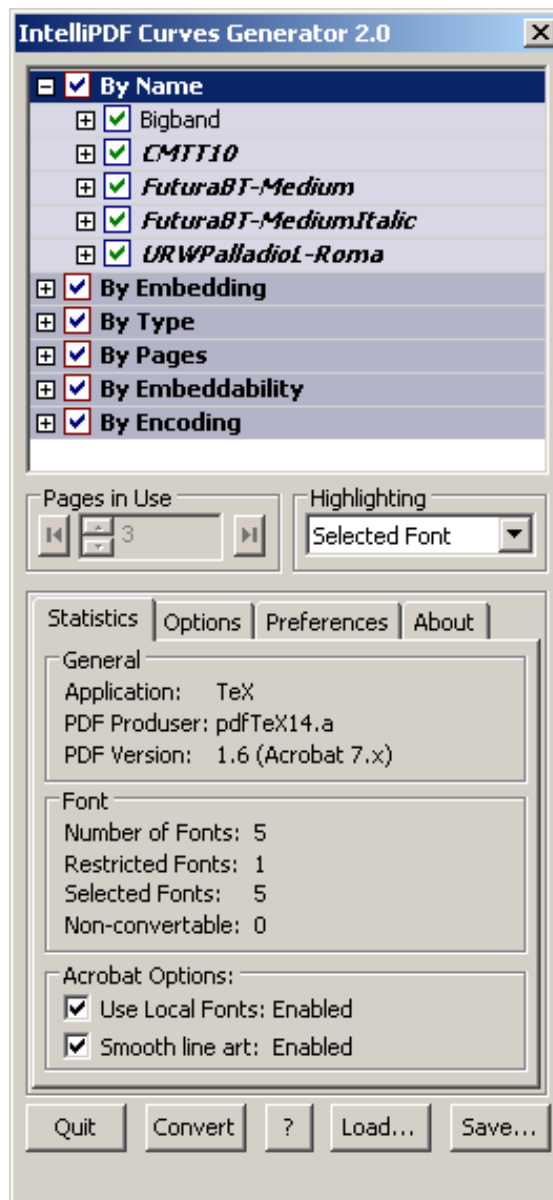 IntelliPDF Curves Generator 2.0
By Name
Bigband
CMTT10
FuturaBT-Medium
FuturaBT-MediumItalic
URWPalladioL-Roma
By Embedding
By Type
By Pages
By Embeddability
By Encoding
Pages in Use
Highlighting
3
Selected Font
Statistics Options Preferences About
General
Application: TeX
PDF Produser: pdfTeX14.a
PDF Version: 1.6 (Acrobat 7.x)
Font
Number of Fonts: 5
Restricted Fonts: 1
Selected Fonts: 5
Non-convertable: 0
Acrobat Options:
Use Local Fonts: Enabled
Smooth line art: Enabled
Quit Convert ? Load... Save...